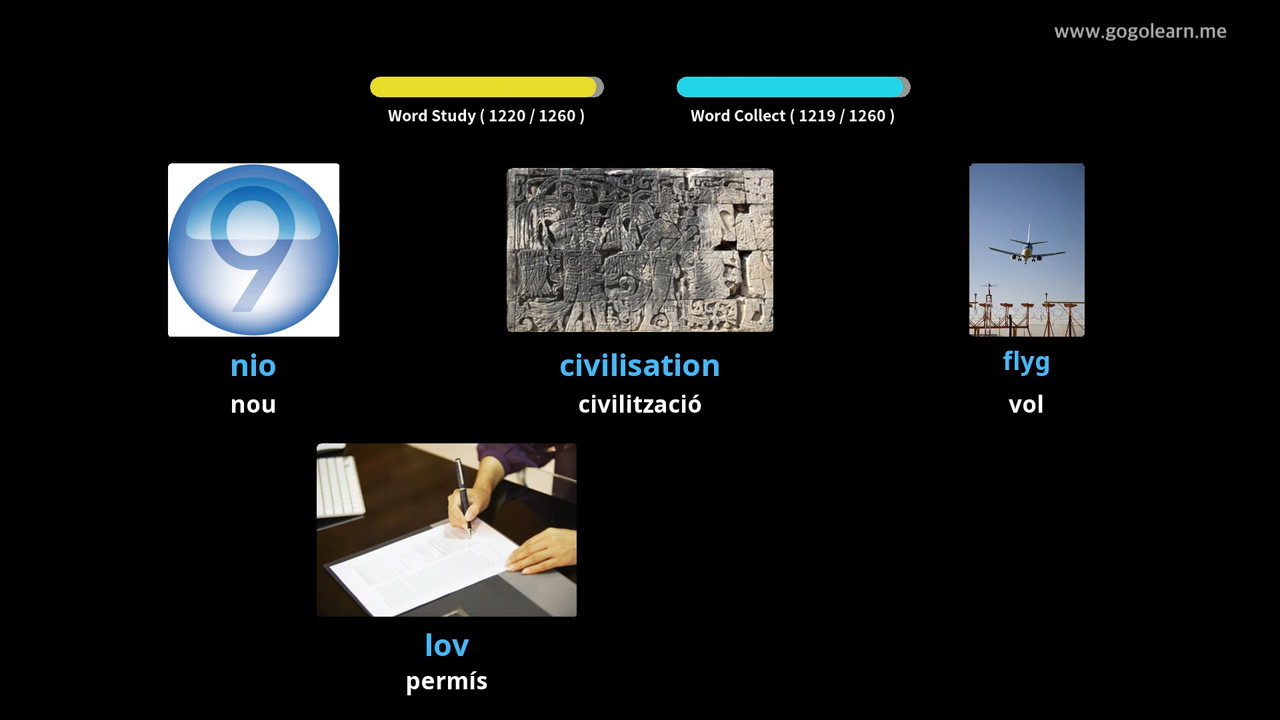 www.gogolearn.me
Word Study ( 1220 / 1260 )
Word Collect ( 1219 / 1260 )
9
nio
nou
civilisation
civilització
flyg
vol
lov
permís